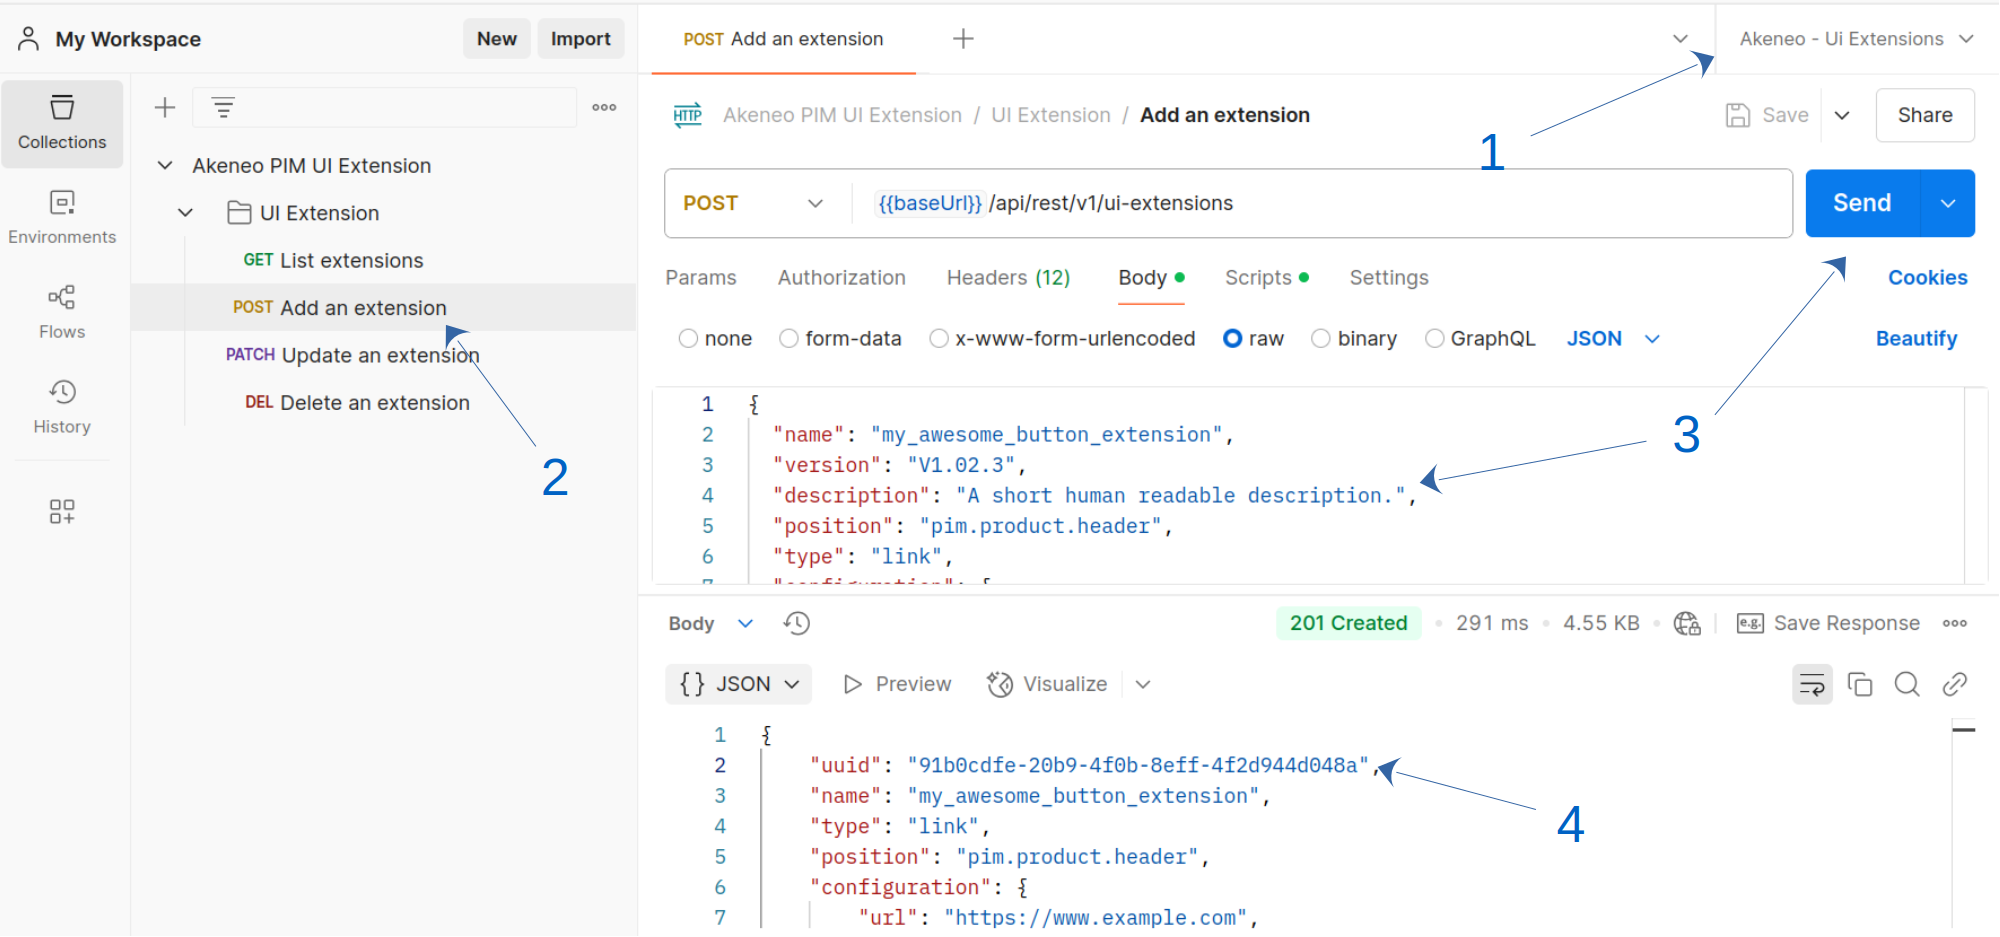 My Workspace
New
Import
POST Add an extension
Akeneo - Ui Extensions
Collections
Environments
Flows
History
Akeneo PIM UI Extension
UI Extension
GET List extensions
POST Add an extension
PATCH Update an extension
DEL Delete an extension
2
HTTP Akeneo PIM UI Extension / UI Extension / Add an extension
Save
Share
1
POST
{{baseUrl}}/api/rest/v1/ui-extensions
Send
Params Authorization Headers (12) Body Scripts Settings
Cookies
none form-data x-www-form-urlencoded raw binary GraphQL JSON
Beautify
1 {
2 "name": "my_awesome_button_extension",
3 "version": "V1.02.3",
4 "description": "A short human readable description.",
5 "position": "pim.product.header",
6 "type": "link",
7 "configuration": {
3
Body
201 Created
291 ms
4.55 KB
e.g. Save Response
{} JSON
Preview
Visualize
1 {
2 "uuid": "91b0cdfe-20b9-4f0b-8eff-4f2d944d048a",
3 "name": "my_awesome_button_extension",
4 "type": "link",
5 "position": "pim.product.header",
6 "configuration": {
7 "url": "https://www.example.com",
4